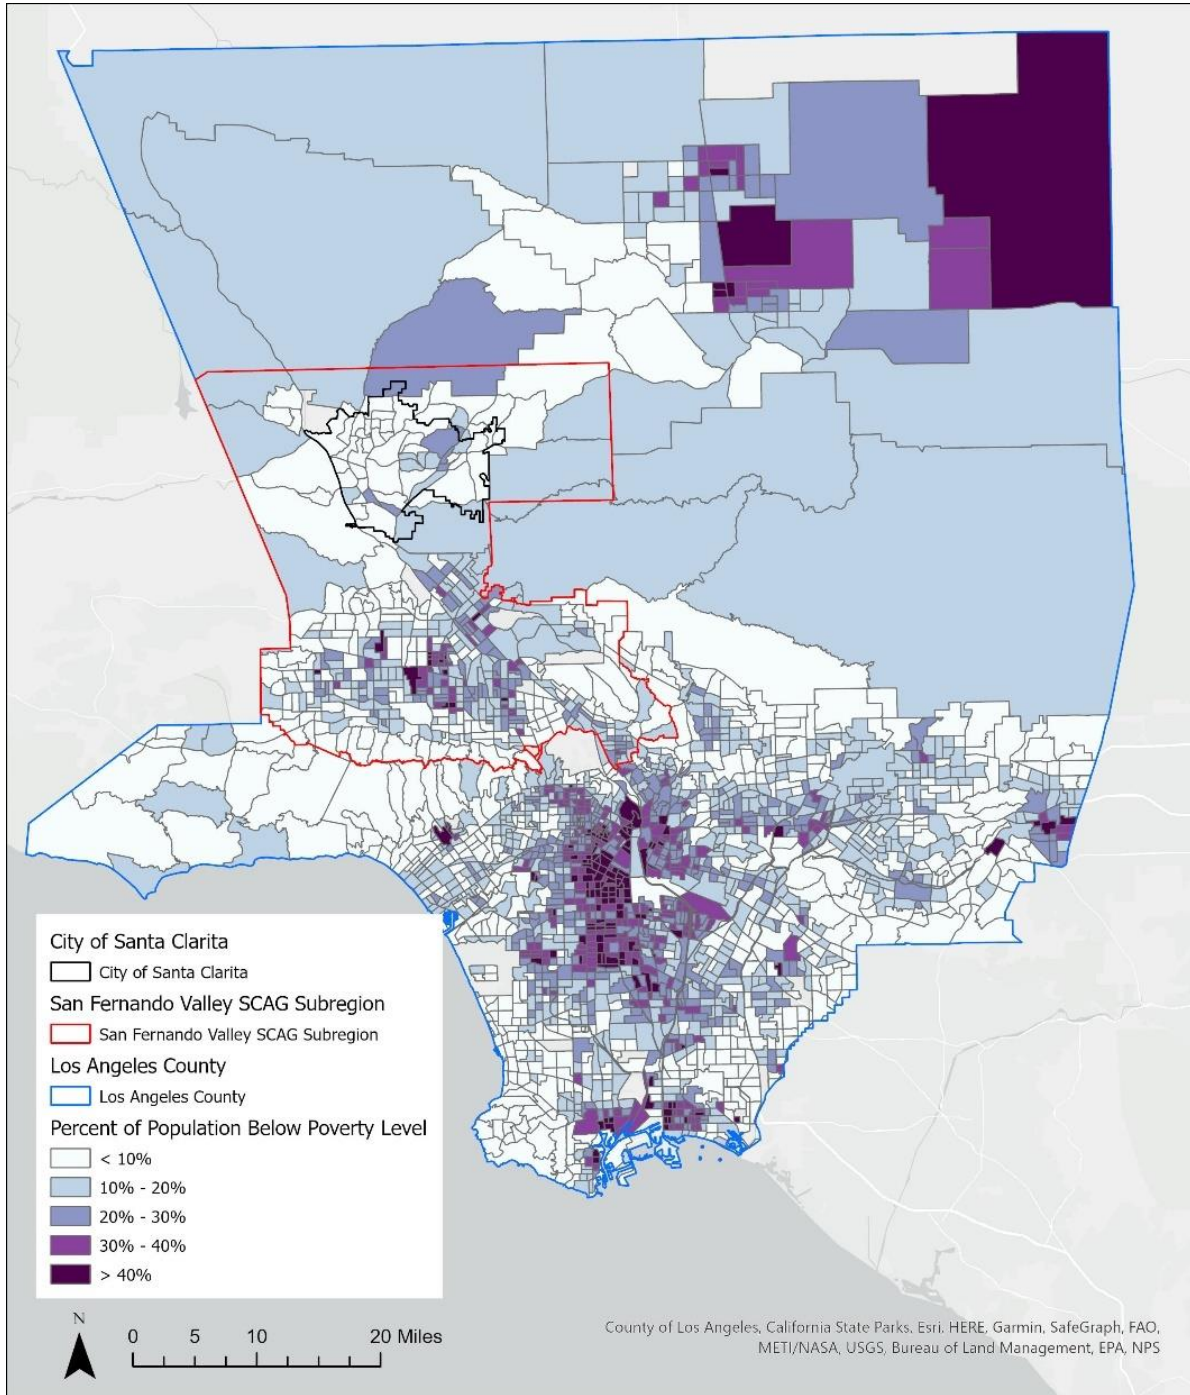 City of Santa Clarita
City of Santa Clarita
San Fernando Valley SCAG Subregion
San Fernando Valley SCAG Subregion
Los Angeles County
Los Angeles County
Percent of Population Below Poverty Level
< 10%
10% - 20%
20% - 30%
30% - 40%
> 40%
N
0 5 10 20 Miles
County of Los Angeles, California State Parks, Esri, HERE, Garmin, SafeGraph, FAO,
METI/NASA, USGS, Bureau of Land Management, EPA, NPS